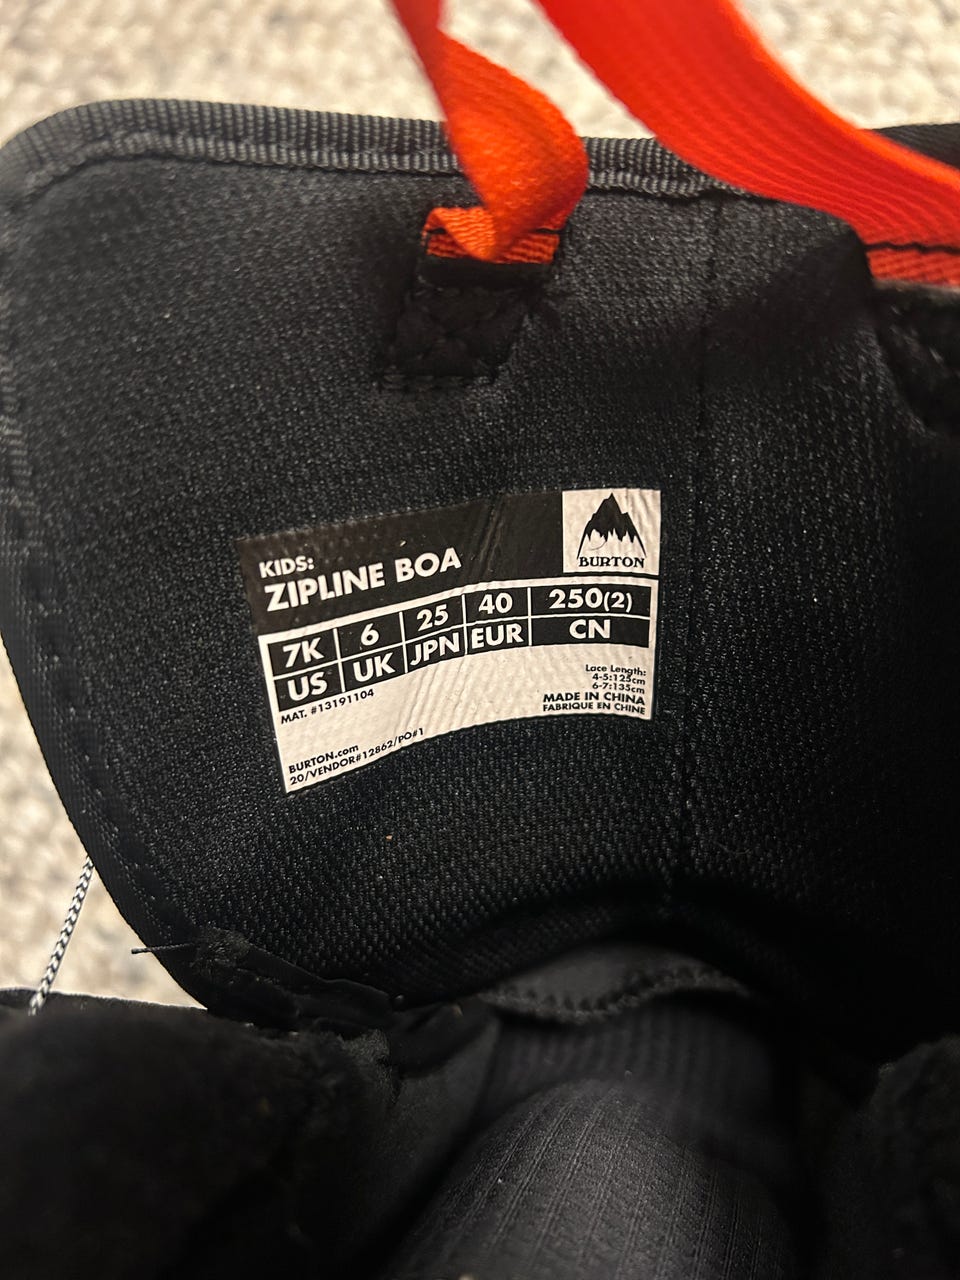 KIDS:
ZIPLINE BOA
BURTON
7K 6 25 40 250(2)
US UK JPN EUR CN
MAT. #13191104
Lace Length:
4-5:125cm
6-7:135cm
MADE IN CHINA
FABRIQUE EN CHINE
BURTON.com
20/VENDOR#12862/PO#1